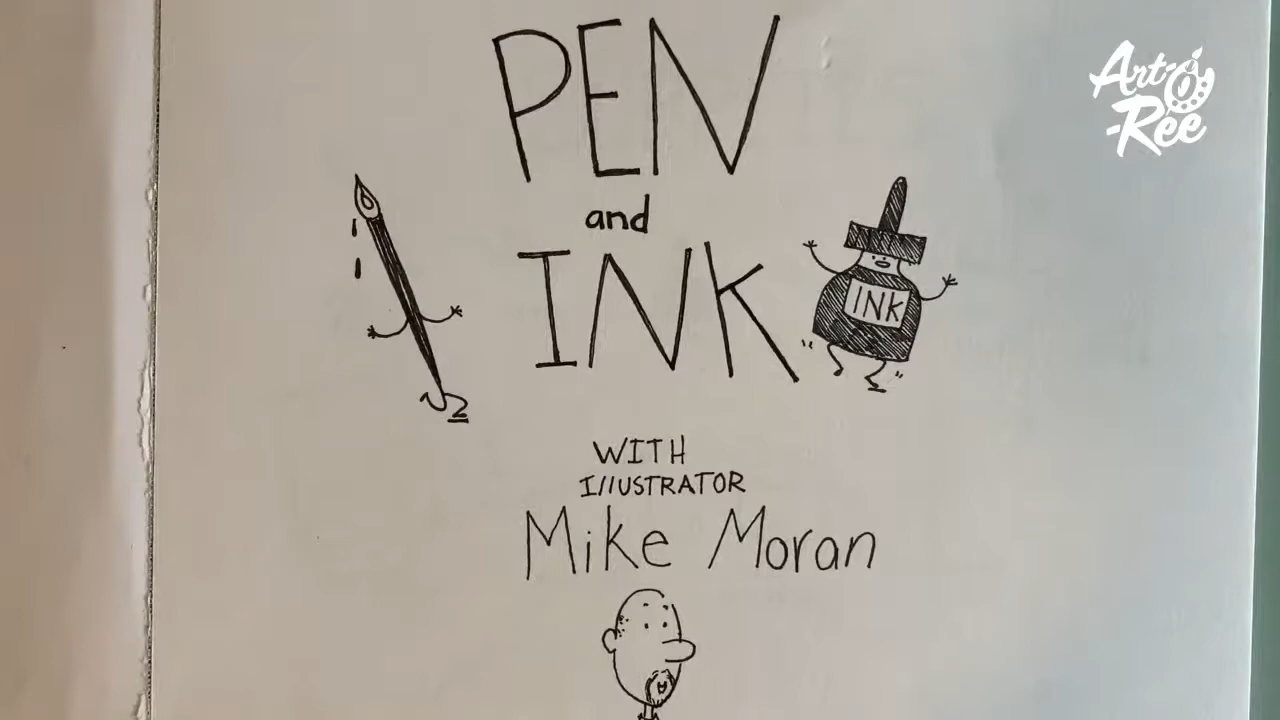 PEN
and
INK
INK
WITH
ILLUSTRATOR
Mike Moran
Art-O
-Ree